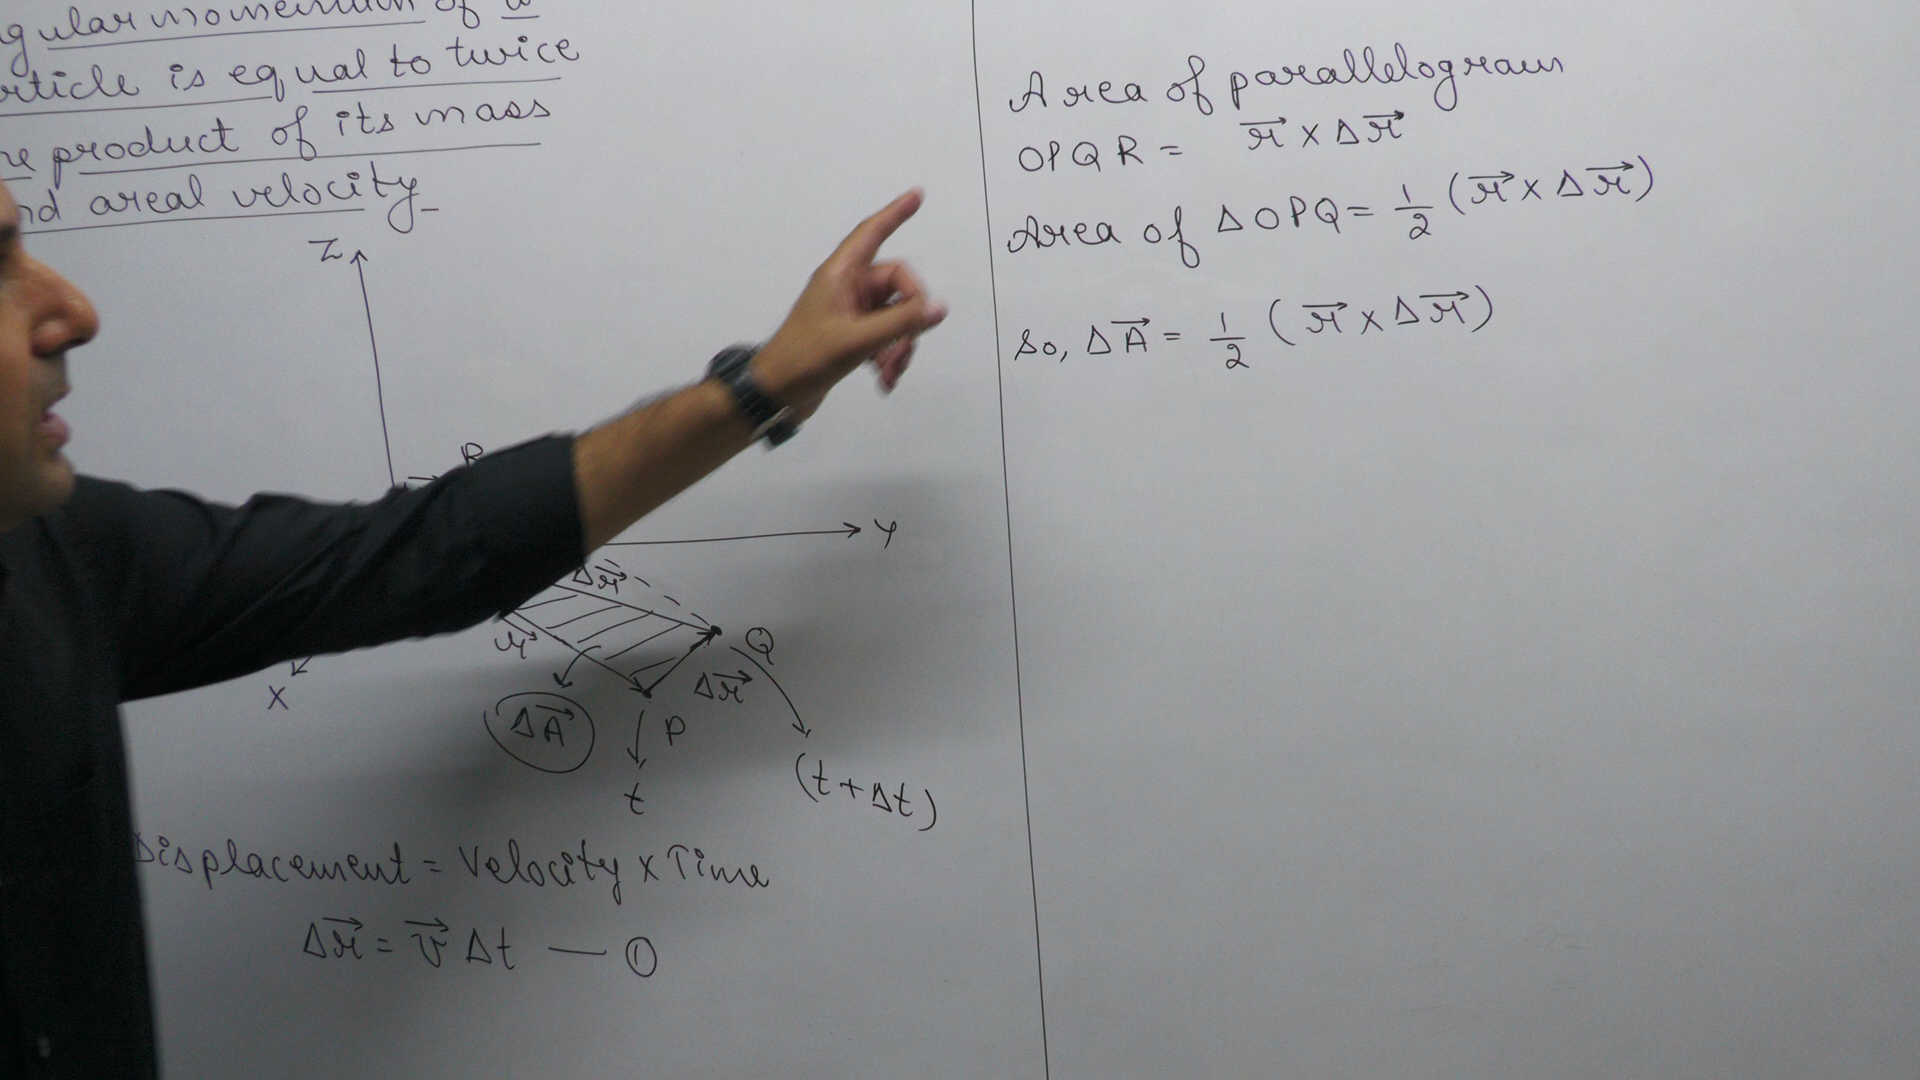 gular momentum of a
rticle is equal to twice
product of its mass
nd areal velocity
Z
R
Y
Δr⃗
r⃗
Q
X
Δr⃗
ΔA⃗
P
t
(t+Δt)
Displacement = Velocity × Time
Δr⃗ = v⃗ Δt — ①
Area of parallelogram
OPQR = r⃗ × Δr⃗
Area of ΔOPQ = 1/2 (r⃗ × Δr⃗)
So, ΔA⃗ = 1/2 (r⃗ × Δr⃗)